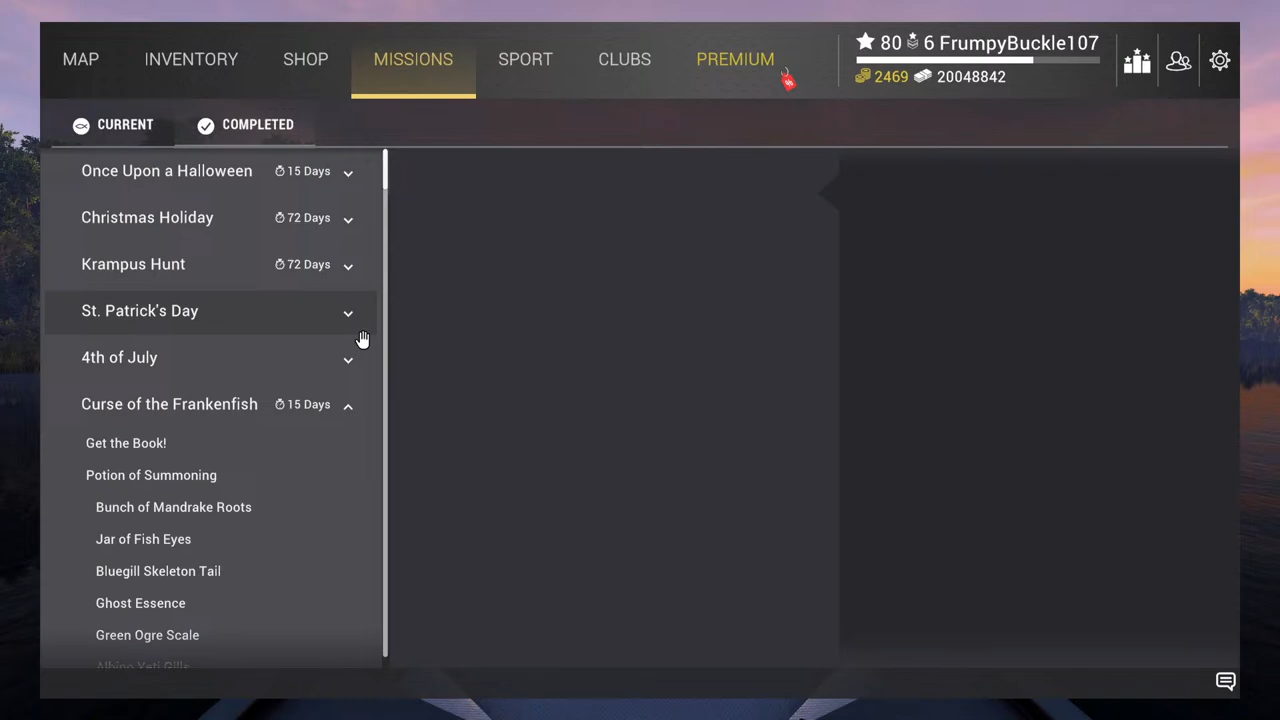 MAP INVENTORY SHOP MISSIONS SPORT CLUBS PREMIUM
80 6 FrumpyBuckle107
2469 20048842
CURRENT COMPLETED
Once Upon a Halloween 15 Days
Christmas Holiday 72 Days
Krampus Hunt 72 Days
St. Patrick's Day
4th of July
Curse of the Frankenfish 15 Days
Get the Book!
Potion of Summoning
Bunch of Mandrake Roots
Jar of Fish Eyes
Bluegill Skeleton Tail
Ghost Essence
Green Ogre Scale
Albino Yeti Gills